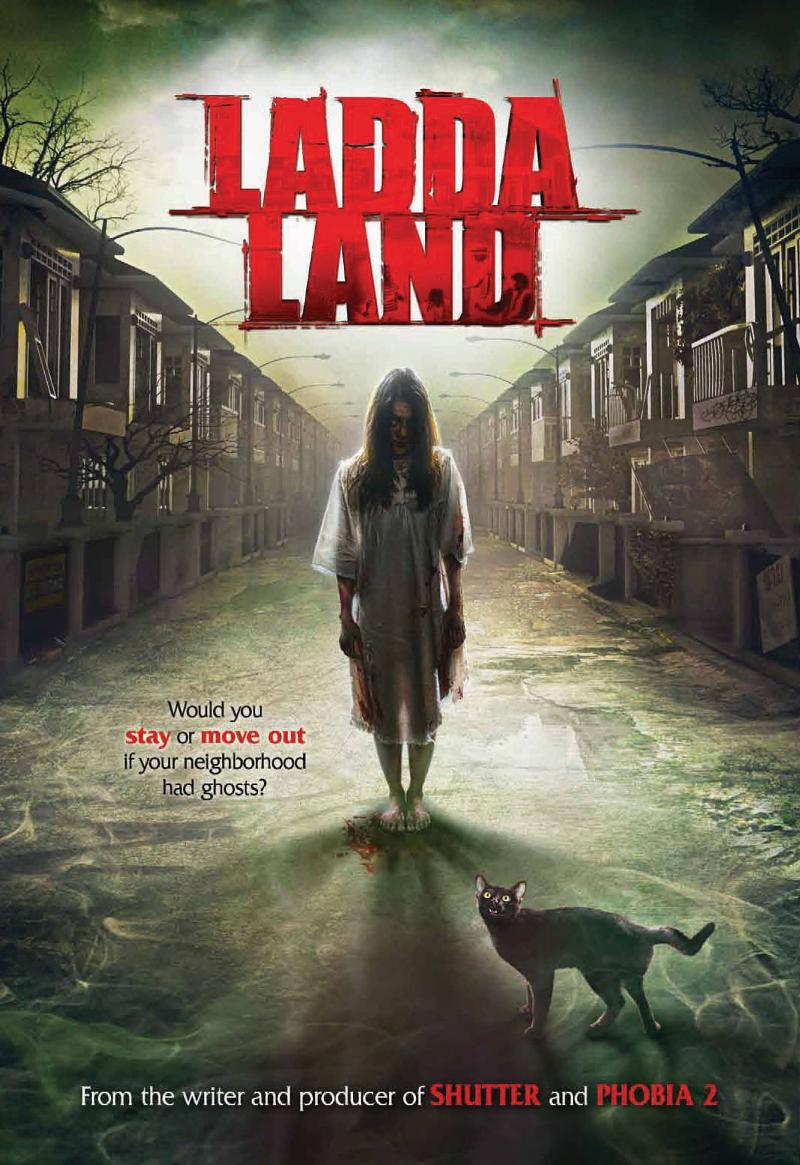 LADDA
LAND
Would you
stay or move out
if your neighborhood
had ghosts?
From the writer and producer of SHUTTER and PHOBIA 2